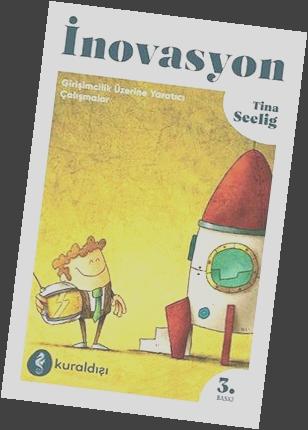 İnovasyon
Girişimcilik Üzerine Yaratıcı
Çalışmalar
Tina
Seelig
kuraldışı
3.
BASKI